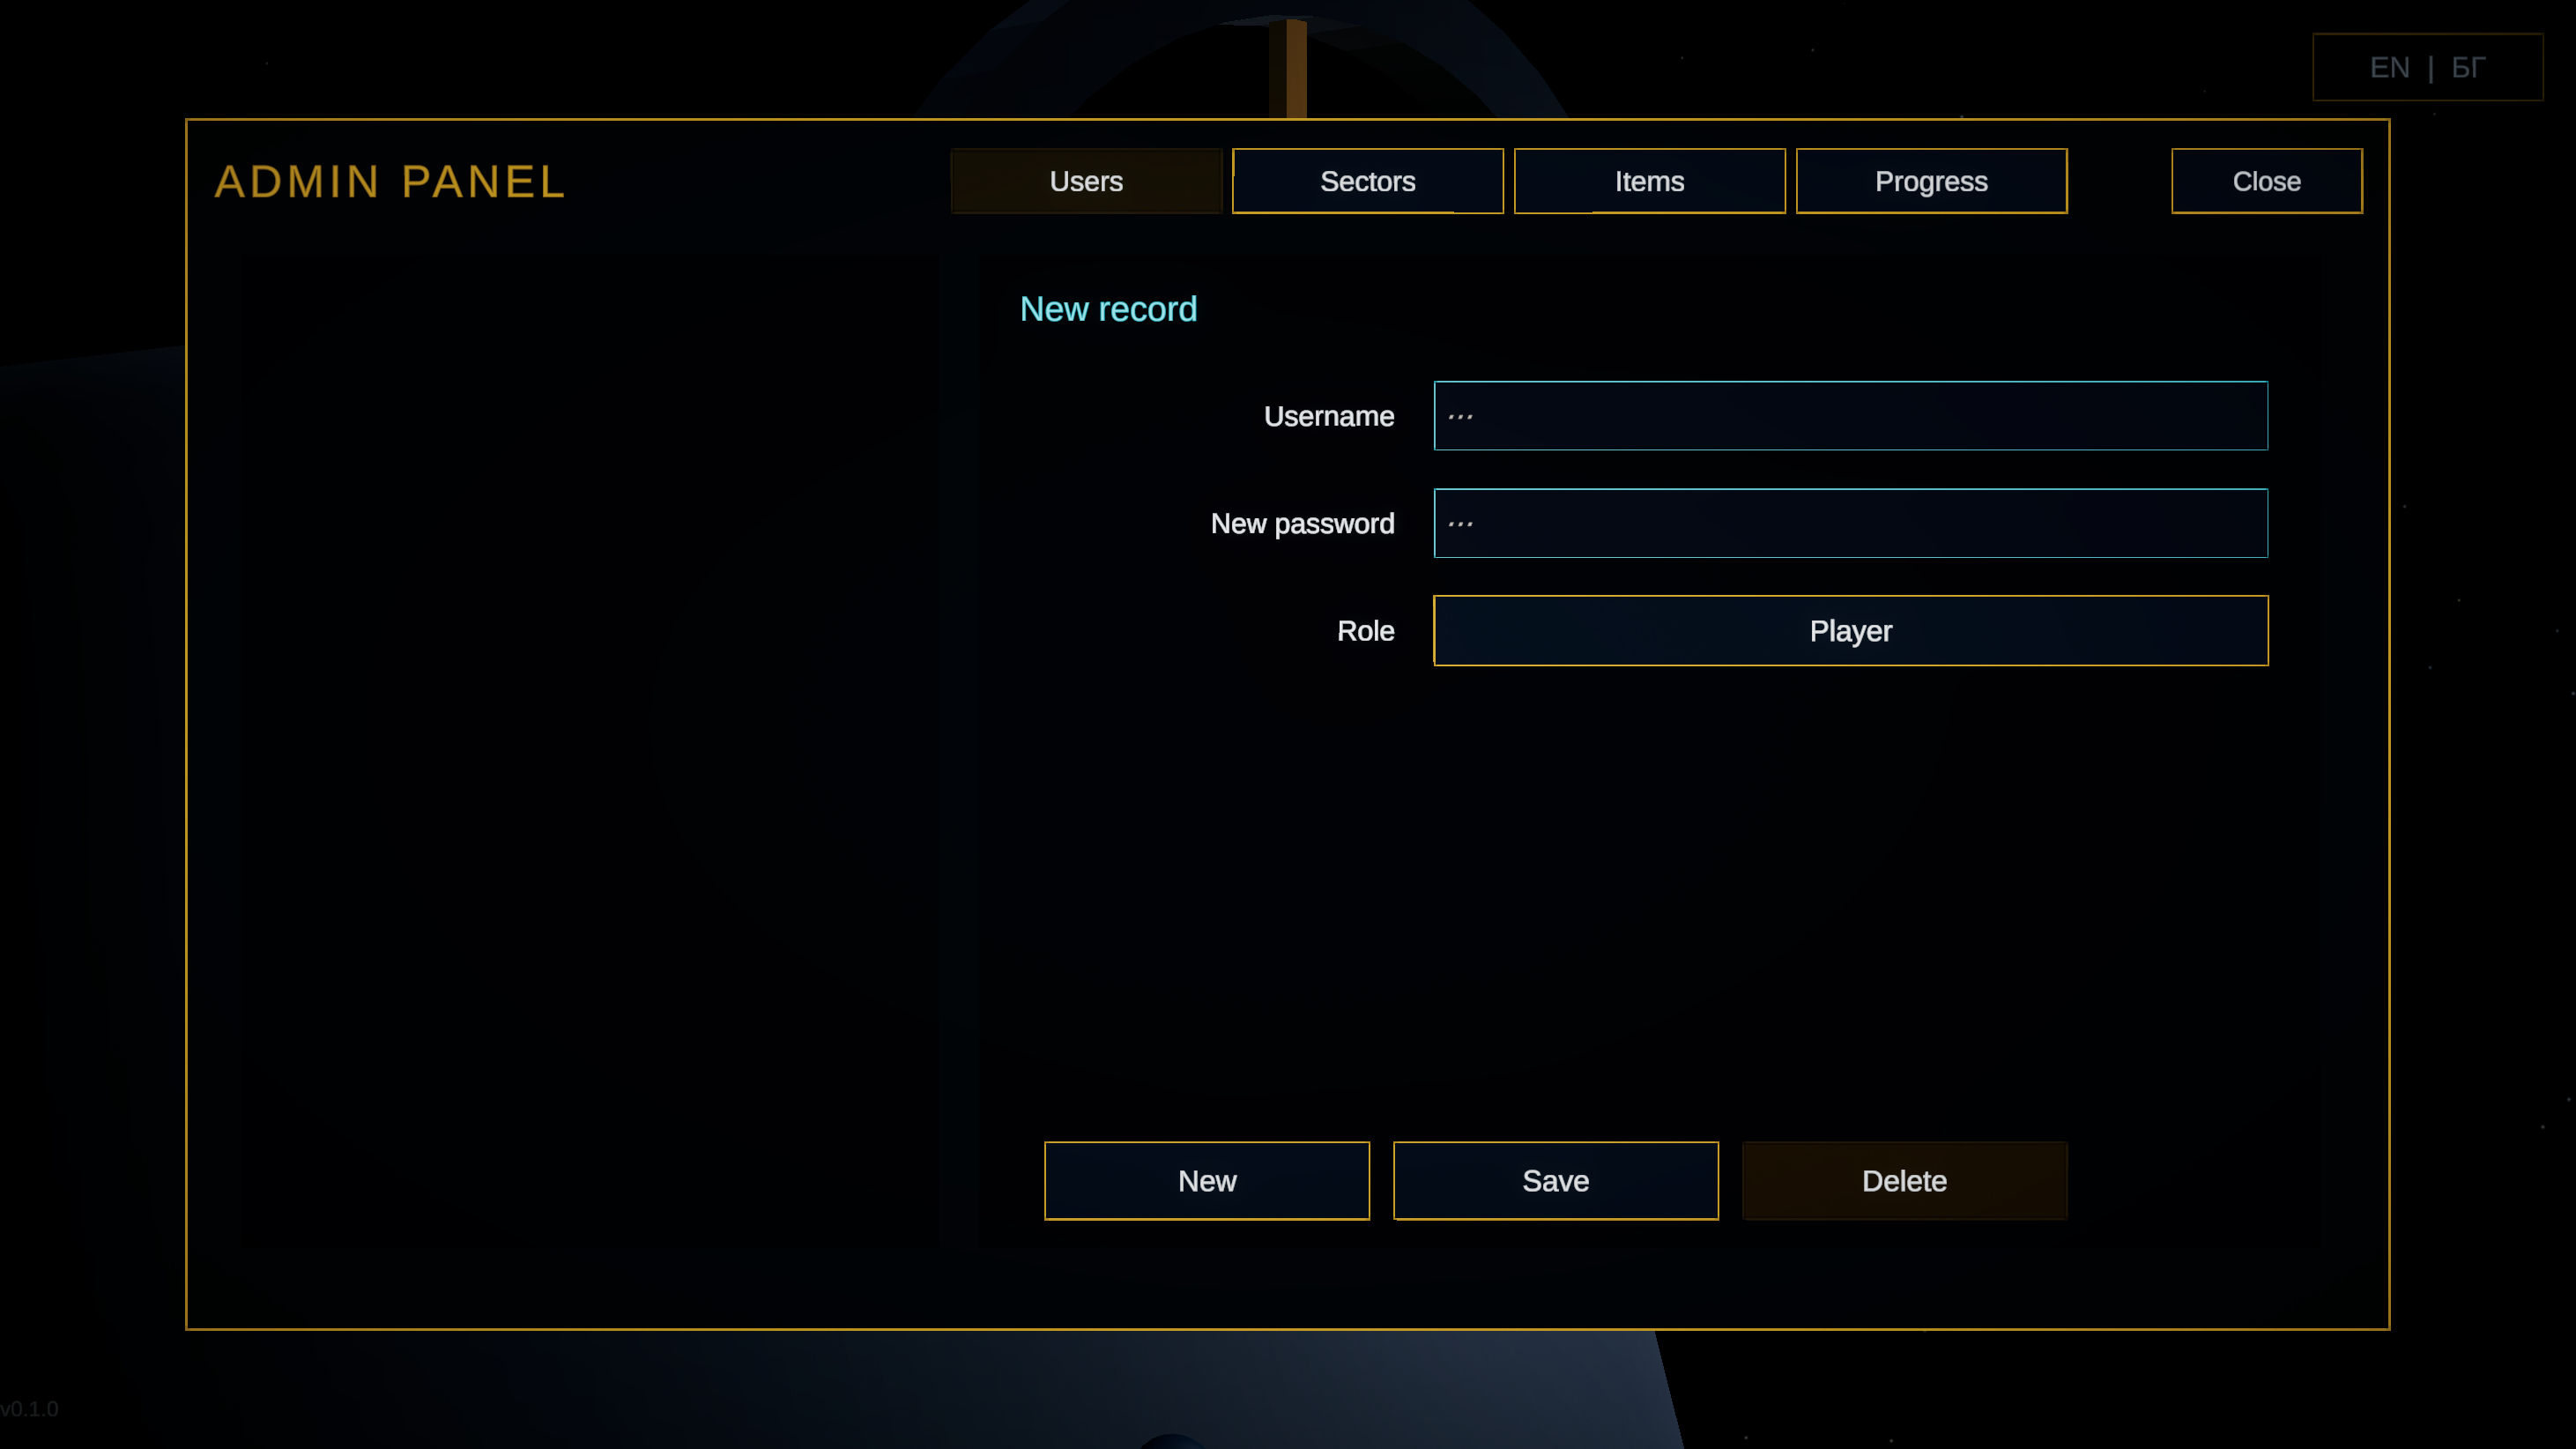 EN | БГ
ADMIN PANEL
Users
Sectors
Items
Progress
Close
New record
Username
...
New password
...
Role
Player
New
Save
Delete
v0.1.0